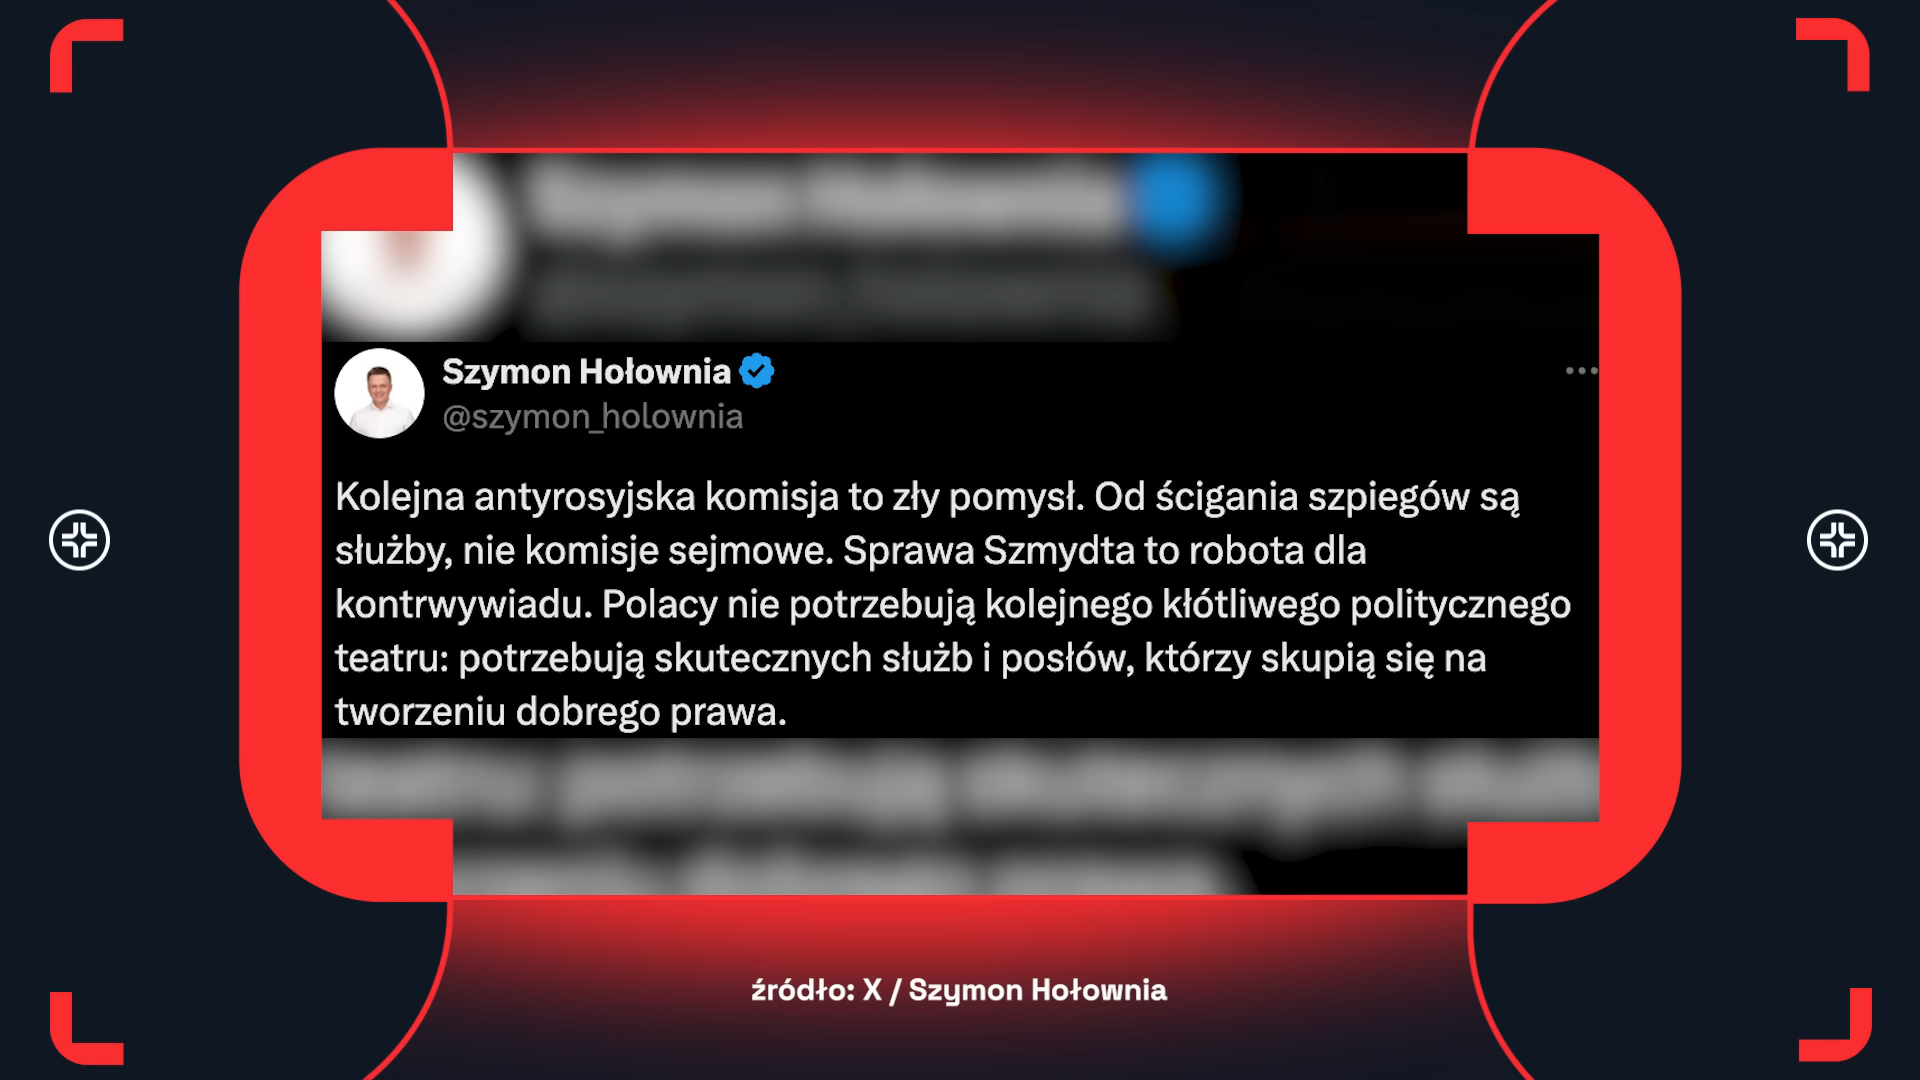 Szymon Hołownia
@szymon_holownia
Kolejna antyrosyjska komisja to zły pomysł. Od ścigania szpiegów są
służby, nie komisje sejmowe. Sprawa Szmydta to robota dla
kontrwywiadu. Polacy nie potrzebują kolejnego kłótliwego politycznego
teatru: potrzebują skutecznych służb i posłów, którzy skupią się na
tworzeniu dobrego prawa.
źródło: X / Szymon Hołownia